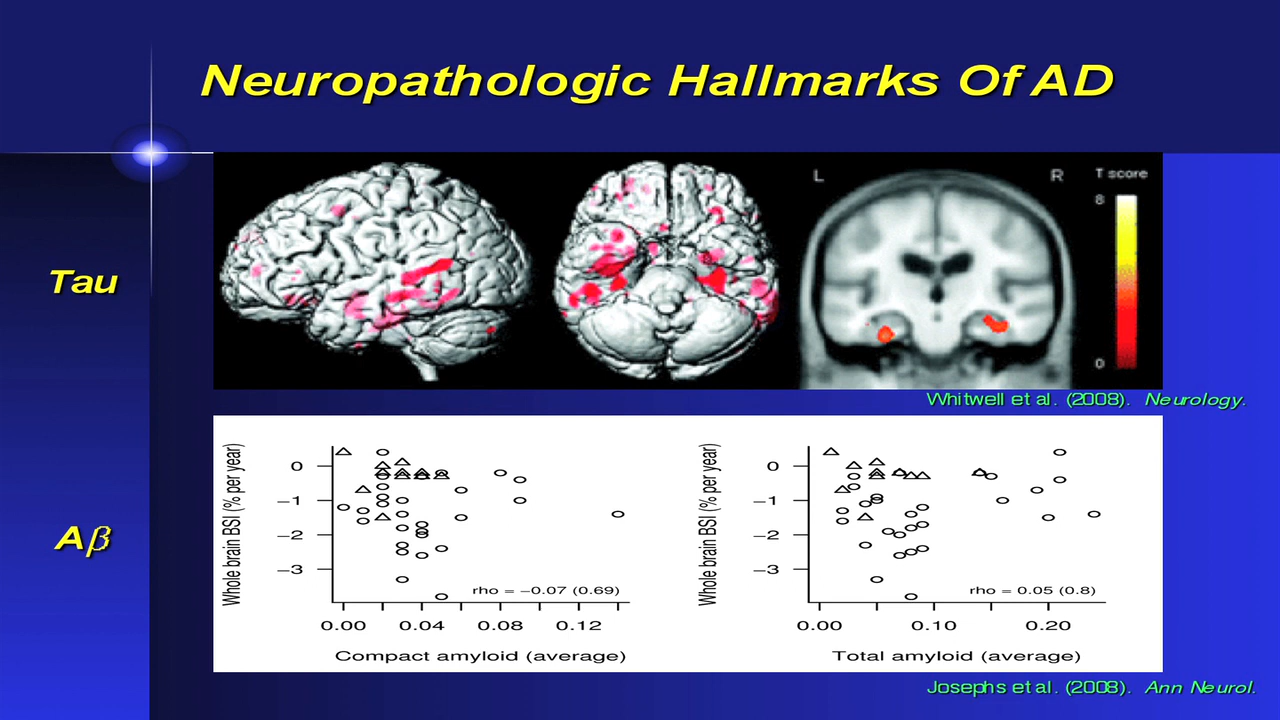 Neuropathologic Hallmarks Of AD
Tau
L
R
T score
8
0
Whitwell et al. (2008). Neurology.
Aβ
Whole brain BSI (% per year)
0
−1
−2
−3
rho = −0.07 (0.69)
0.00 0.04 0.08 0.12
Compact amyloid (average)
Whole brain BSI (% per year)
0
−1
−2
−3
rho = 0.05 (0.8)
0.00 0.10 0.20
Total amyloid (average)
Josephs et al. (2008). Ann Neurol.